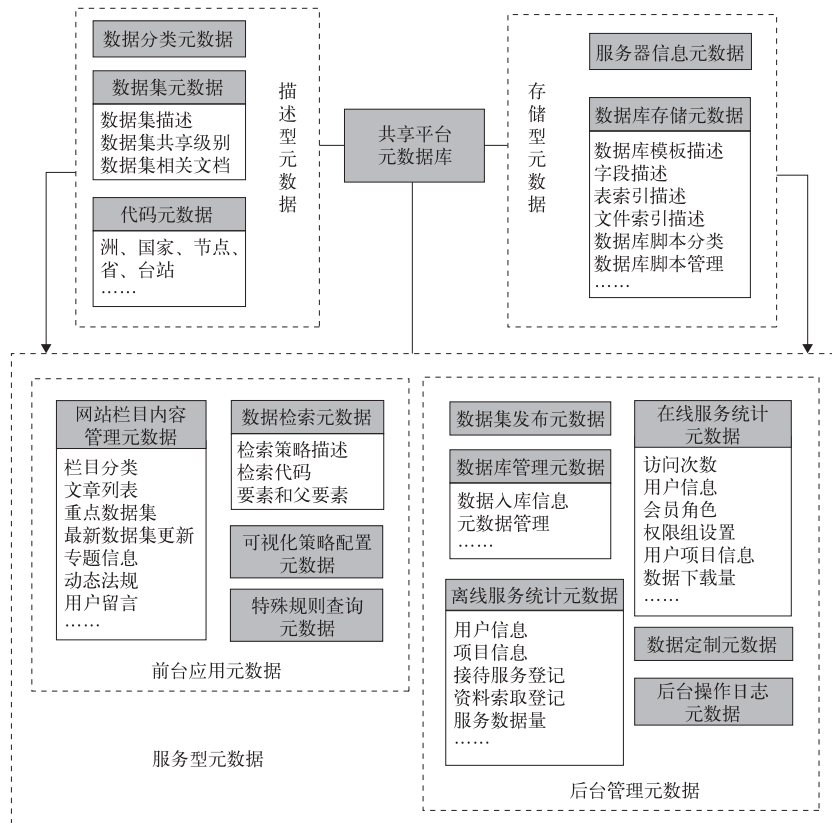 数据分类元数据
数据集元数据
数据集描述
数据集共享级别
数据集相关文档
代码元数据
洲、国家、节点、
省、台站
……
描述型元数据
共享平台
元数据库
存储型元数据
服务器信息元数据
数据库存储元数据
数据库模板描述
字段描述
表索引描述
文件索引描述
数据库脚本分类
数据库脚本管理
……
网站栏目内容
管理元数据
栏目分类
文章列表
重点数据集
最新数据集更新
专题信息
动态法规
用户留言
……
数据检索元数据
检索策略描述
检索代码
要素和父要素
可视化策略配置
元数据
特殊规则查询
元数据
前台应用元数据
数据集发布元数据
数据库管理元数据
数据入库信息
元数据管理
……
离线服务统计元数据
用户信息
项目信息
接待服务登记
资料索取登记
服务数据量
……
在线服务统计
元数据
访问次数
用户信息
会员角色
权限组设置
用户项目信息
数据下载量
……
数据定制元数据
后台操作日志
元数据
后台管理元数据
服务型元数据